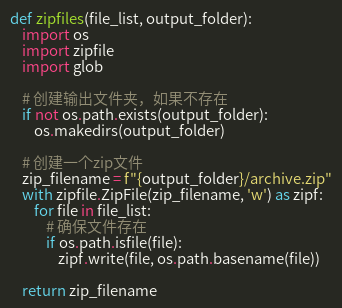 def zipfiles(file_list, output_folder):
    import os
    import zipfile
    import glob

    # 创建输出文件夹，如果不存在
    if not os.path.exists(output_folder):
        os.makedirs(output_folder)

    # 创建一个zip文件
    zip_filename = f"{output_folder}/archive.zip"
    with zipfile.ZipFile(zip_filename, 'w') as zipf:
        for file in file_list:
            # 确保文件存在
            if os.path.isfile(file):
                zipf.write(file, os.path.basename(file))

    return zip_filename